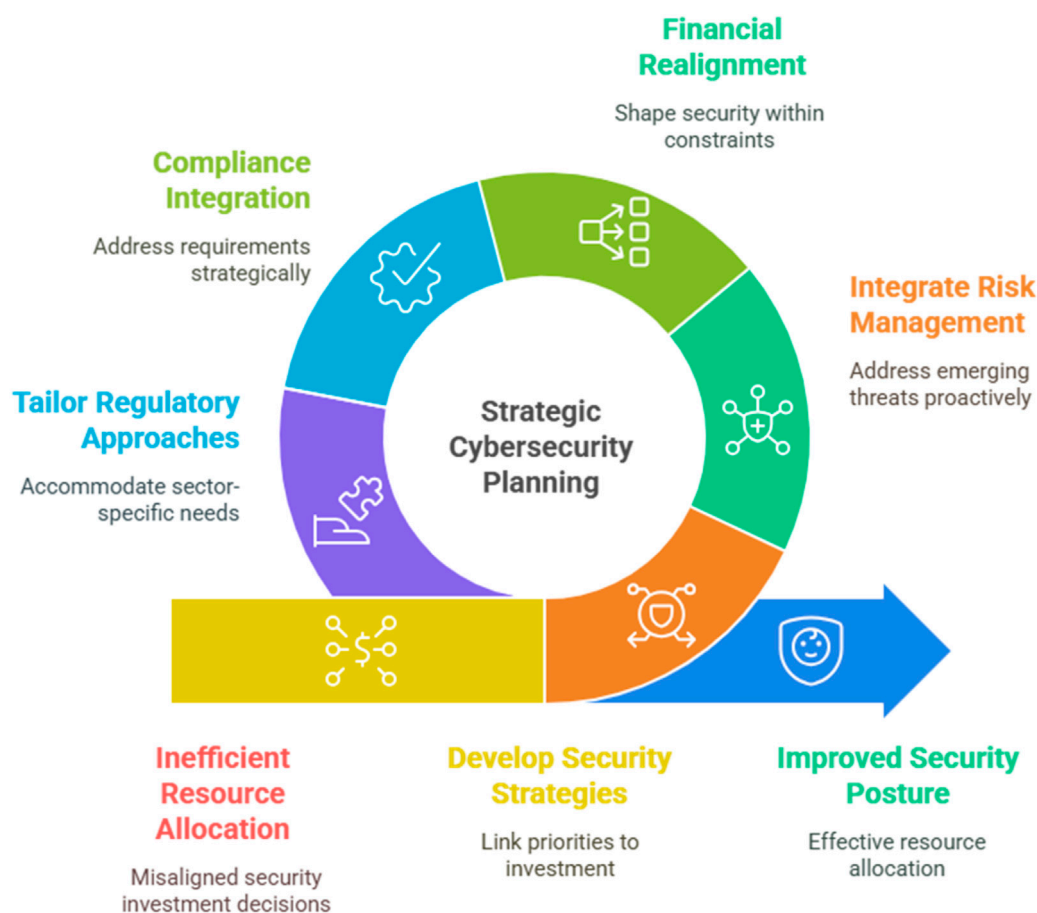 Financial
Realignment
Shape security within
constraints
Compliance
Integration
Address requirements
strategically
Integrate Risk
Management
Address emerging
threats proactively
Tailor Regulatory
Approaches
Accommodate sector-
specific needs
Strategic
Cybersecurity
Planning
$
Inefficient
Resource
Allocation
Misaligned security
investment decisions
Develop Security
Strategies
Link priorities to
investment
Improved Security
Posture
Effective resource
allocation